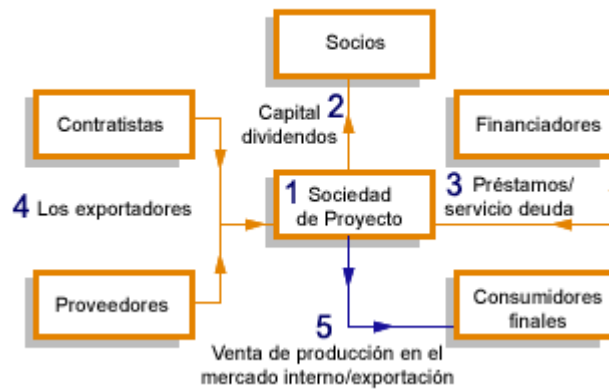 Socios
Capital 2
dividendos
Contratistas
Financiadores
1 Sociedad
de Proyecto
3 Préstamos/
servicio deuda
4 Los exportadores
Proveedores
Consumidores
finales
5
Venta de producción en el
mercado interno/exportación